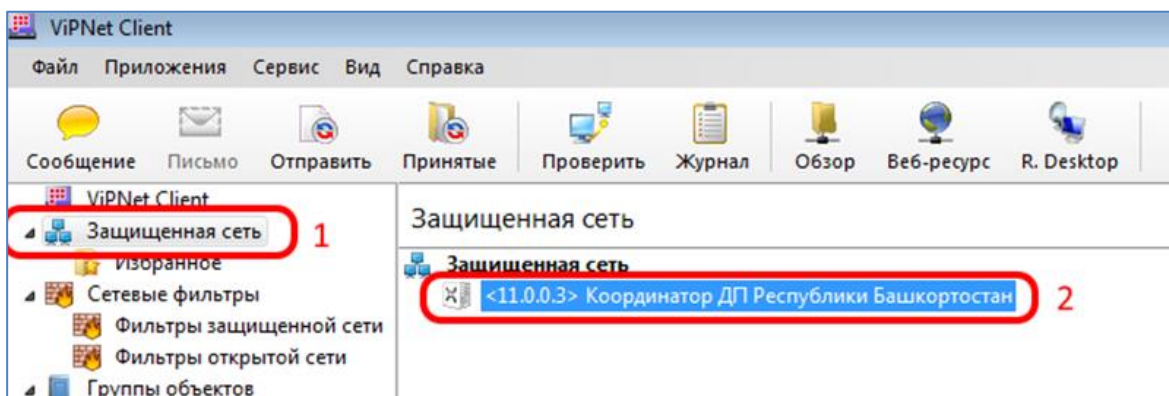 ViPNet Client
Файл Приложения Сервис Вид Справка
Сообщение Письмо Отправить Принятые Проверить Журнал Обзор Веб-ресурс R. Desktop
ViPNet Client
Защищенная сеть 1
Избранное
Сетевые фильтры
Фильтры защищенной сети
Фильтры открытой сети
Группы объектов
Защищенная сеть
Защищенная сеть
<11.0.0.3> Координатор ДП Республики Башкортостан 2